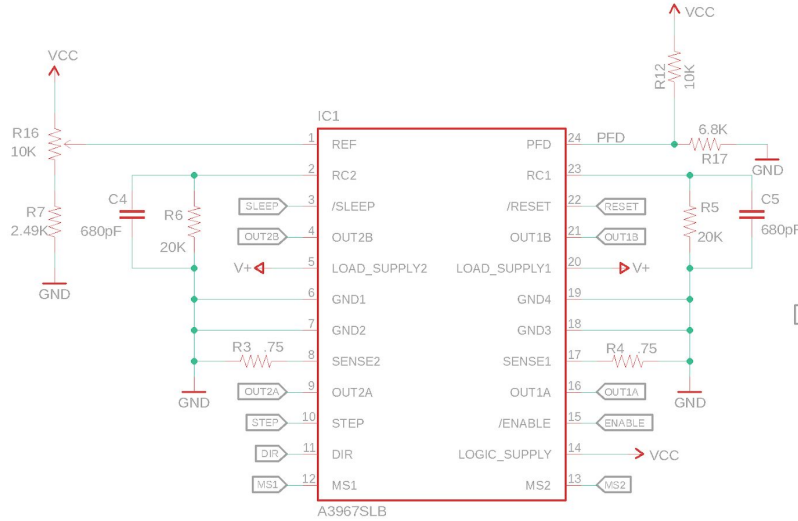 VCC
VCC
R12
10K
IC1
R16
10K
1 REF
PFD 24 PFD
6.8K
R17
GND
2 RC2
RC1 23
C4
680pF
R6
20K
R5
20K
C5
680pF
R7
2.49K
SLEEP 3 /SLEEP
/RESET 22 RESET
OUT2B 4 OUT2B
OUT1B 21 OUT1B
V+ 5 LOAD_SUPPLY2
LOAD_SUPPLY1 20 V+
GND
6 GND1
GND4 19
7 GND2
GND3 18
R3 .75 8 SENSE2
SENSE1 17 R4 .75
GND
GND
OUT2A 9 OUT2A
OUT1A 16 OUT1A
STEP 10 STEP
/ENABLE 15 ENABLE
DIR 11 DIR
LOGIC_SUPPLY 14 VCC
MS1 12 MS1
MS2 13 MS2
A3967SLB